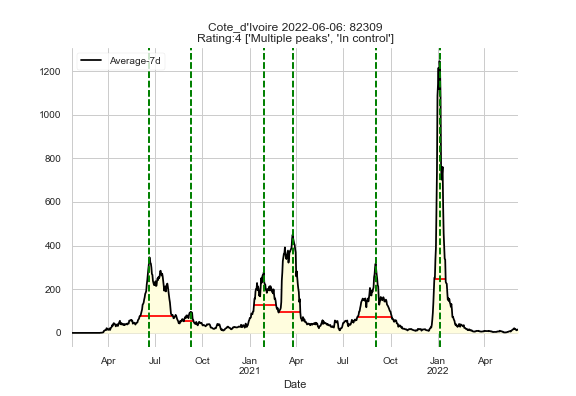 Cote_d'Ivoire 2022-06-06: 82309
Rating:4 ['Multiple peaks', 'In control']
Average-7d
1200
1000
800
600
400
200
0
Apr Jul Oct Jan Apr Jul Oct Jan Apr
2021 2022
Date